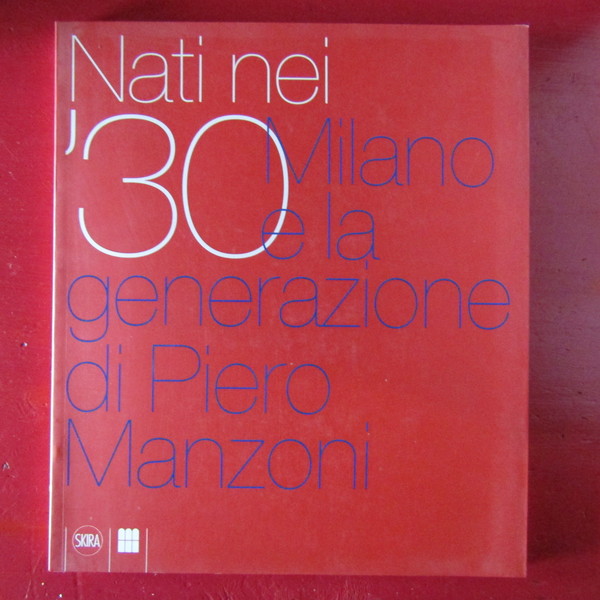 Nati nei
'30
Milano
e la
generazione
di Piero
Manzoni
SKIRA